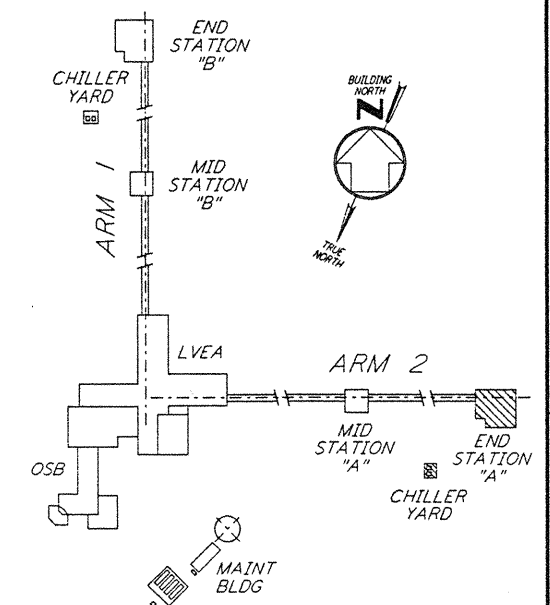 END
STATION
"B"
CHILLER
YARD
BUILDING
NORTH
N
MID
STATION
"B"
ARM 1
TRUE
NORTH
LVEA
ARM 2
MID
STATION
"A"
END
STATION
"A"
OSB
CHILLER
YARD
MAINT
BLDG